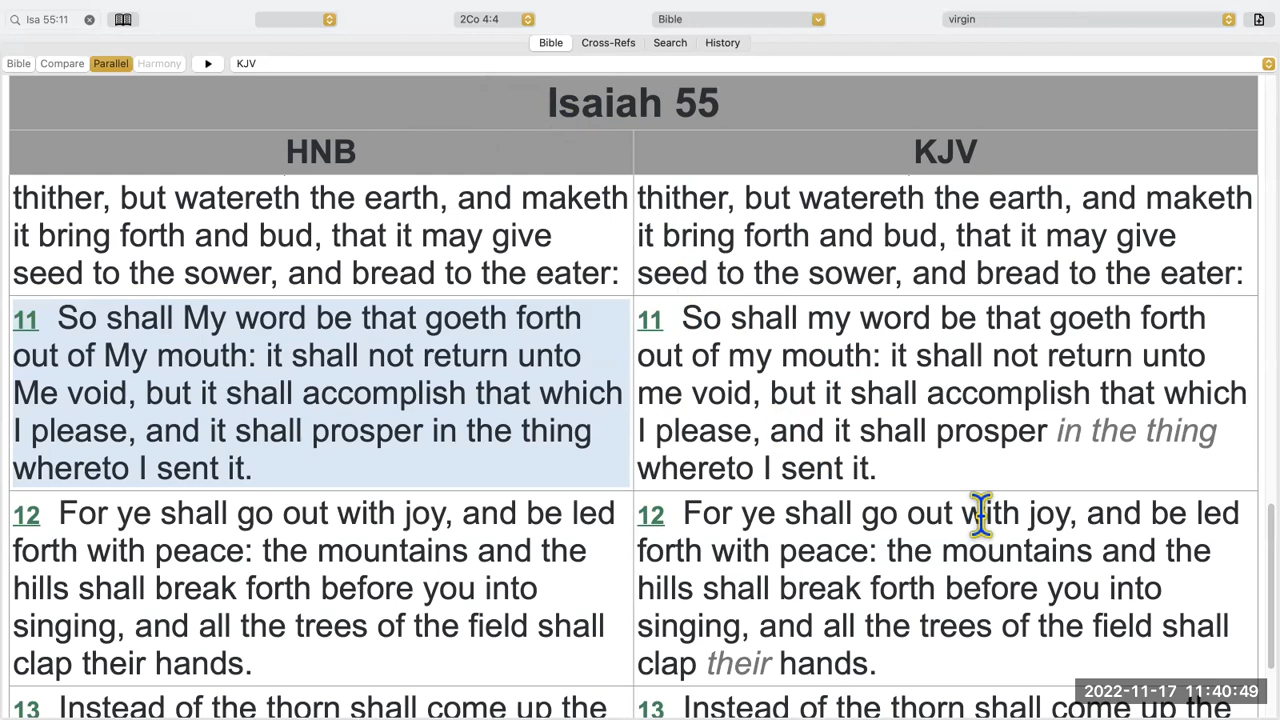 Isa 55:11
2Co 4:4
Bible
virgin
Bible Cross-Refs Search History
Bible Compare Parallel Harmony
KJV
Isaiah 55
HNB
thither, but watereth the earth, and maketh
it bring forth and bud, that it may give
seed to the sower, and bread to the eater:
11 So shall My word be that goeth forth
out of My mouth: it shall not return unto
Me void, but it shall accomplish that which
I please, and it shall prosper in the thing
whereto I sent it.
12 For ye shall go out with joy, and be led
forth with peace: the mountains and the
hills shall break forth before you into
singing, and all the trees of the field shall
clap their hands.
13 Instead of the thorn shall come up the
KJV
thither, but watereth the earth, and maketh
it bring forth and bud, that it may give
seed to the sower, and bread to the eater:
11 So shall my word be that goeth forth
out of my mouth: it shall not return unto
me void, but it shall accomplish that which
I please, and it shall prosper in the thing
whereto I sent it.
12 For ye shall go out with joy, and be led
forth with peace: the mountains and the
hills shall break forth before you into
singing, and all the trees of the field shall
clap their hands.
13 Instead of the thorn shall come up the
2022-11-17 11:40:49